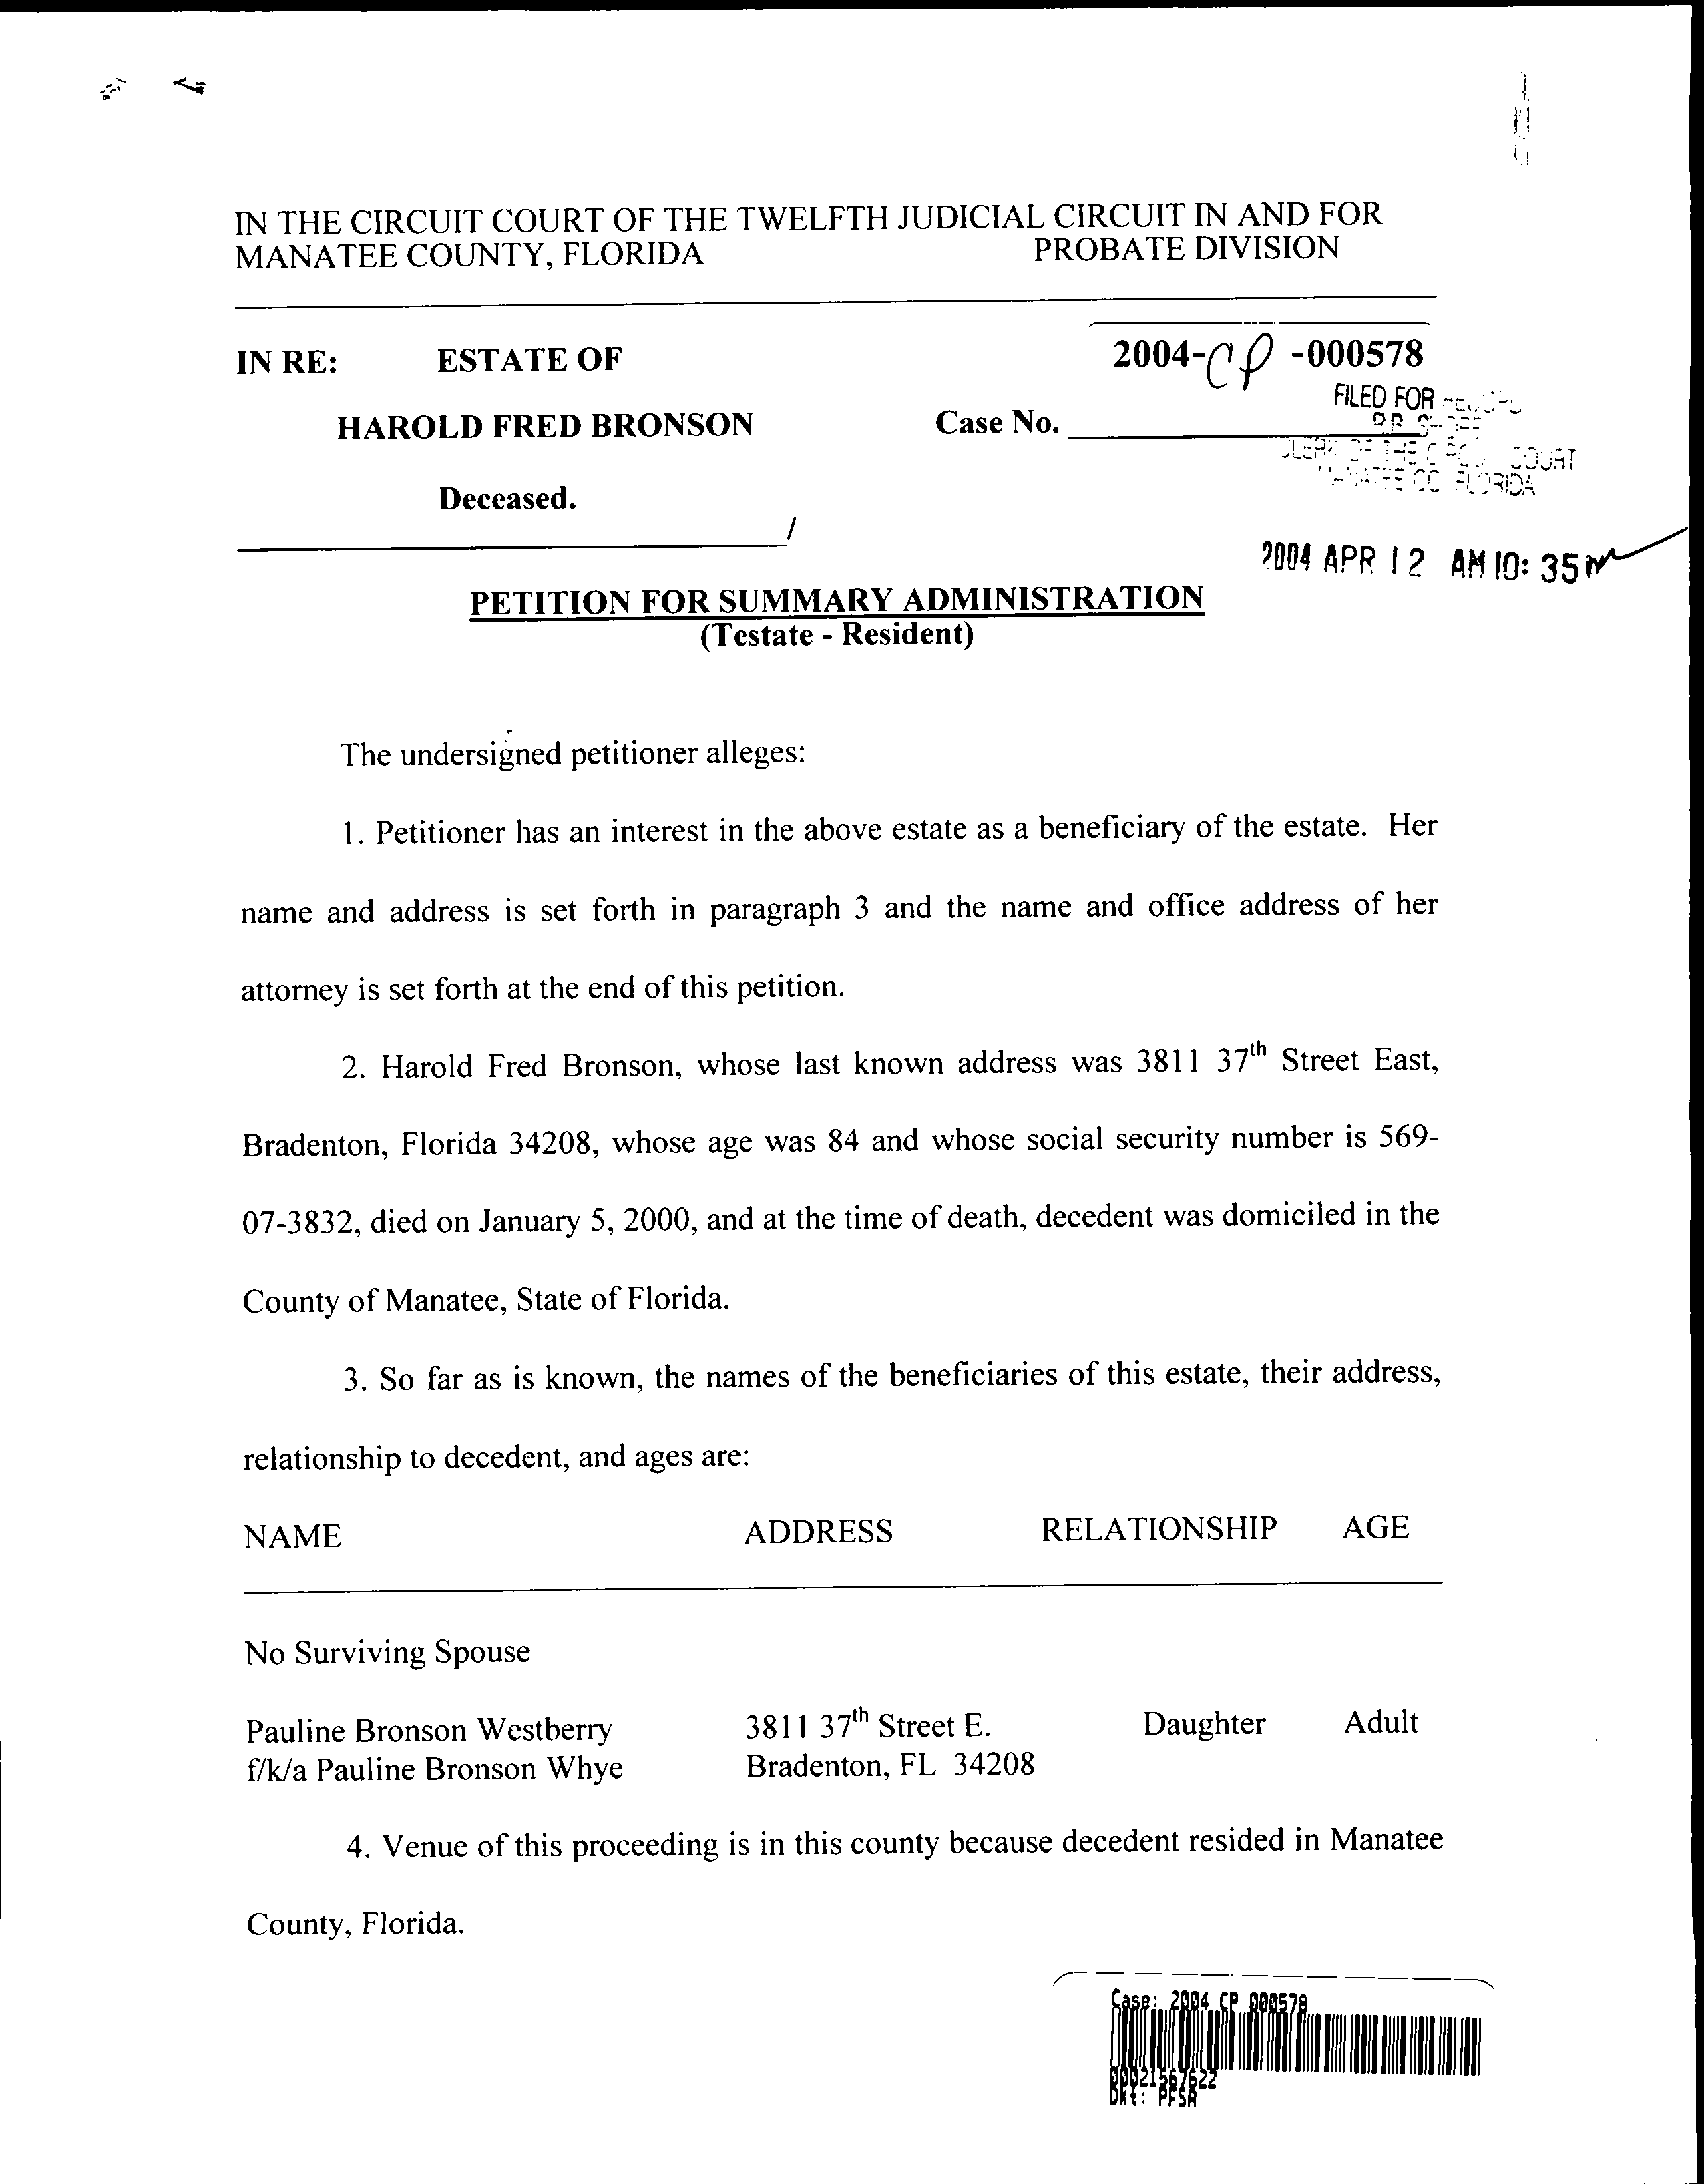 IN THE CIRCUIT COURT OF THE TWELFTH JUDICIAL CIRCUIT IN AND FOR
MANATEE COUNTY, FLORIDA PROBATE DIVISION
2004-CP -000578
IN RE: ESTATE OF
FILED FOR
HAROLD FRED BRONSON Case No.
CLERK OF THE COURT
CO FLORIDA
Deceased.
/
2004 APR 12 AM 10: 35
PETITION FOR SUMMARY ADMINISTRATION
(Testate - Resident)
The undersigned petitioner alleges:
1. Petitioner has an interest in the above estate as a beneficiary of the estate. Her
name and address is set forth in paragraph 3 and the name and office address of her
attorney is set forth at the end of this petition.
2. Harold Fred Bronson, whose last known address was 3811 37th Street East,
Bradenton, Florida 34208, whose age was 84 and whose social security number is 569-
07-3832, died on January 5, 2000, and at the time of death, decedent was domiciled in the
County of Manatee, State of Florida.
3. So far as is known, the names of the beneficiaries of this estate, their address,
relationship to decedent, and ages are:
NAME ADDRESS RELATIONSHIP AGE
No Surviving Spouse
Pauline Bronson Westberry 3811 37th Street E. Daughter Adult
f/k/a Pauline Bronson Whye Bradenton, FL 34208
4. Venue of this proceeding is in this county because decedent resided in Manatee
County, Florida.
Case: 2004 CP 000578
00021567622
Dkt: PFSA